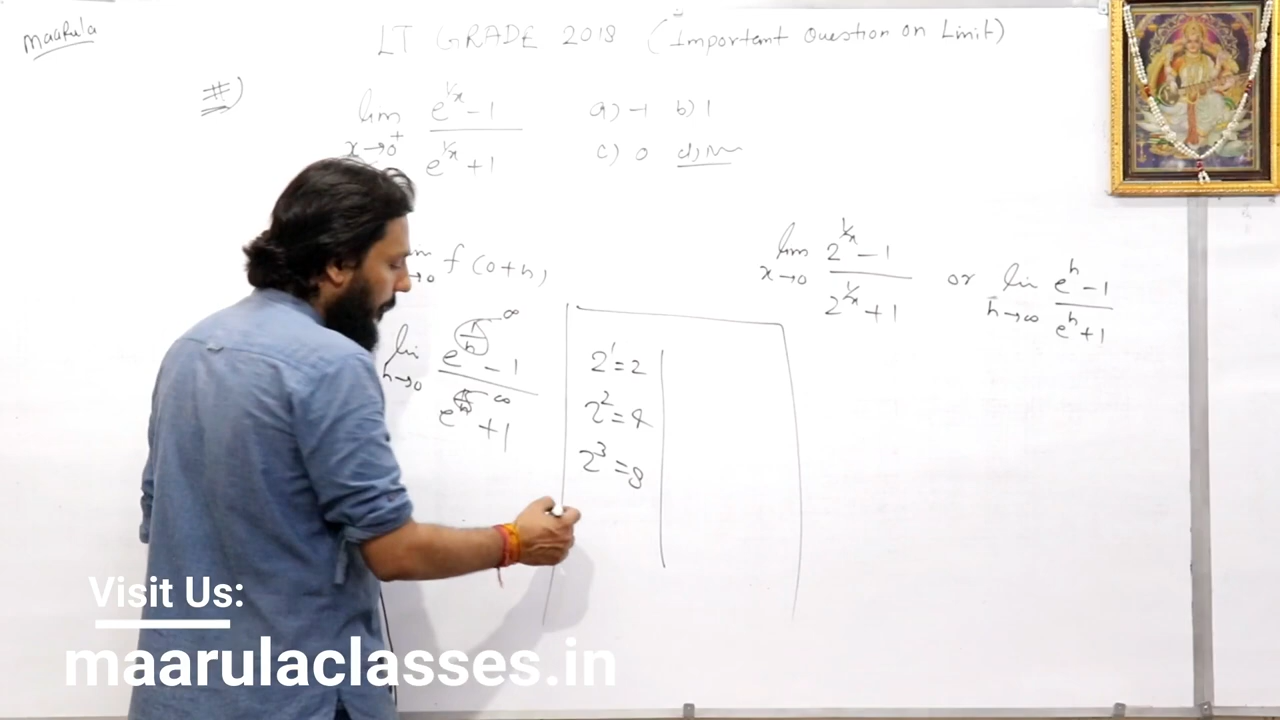 Maarula
LT GRADE 2018 (Important Question on Limit)
#)
lim x→0⁺ (e^(1/x) - 1)/(e^(1/x) + 1)
a) -1 b) 1
c) 0 d)
f(0+h)
lim h→0 (e^(1/h) - 1)/(e^(1/h) + 1)
∞
∞
2¹=2
2²=4
2³=8
lim x→0 (2^(1/x) - 1)/(2^(1/x) + 1) or lim h→∞ (e^h - 1)/(e^h + 1)
Visit Us:
maarulaclasses.in